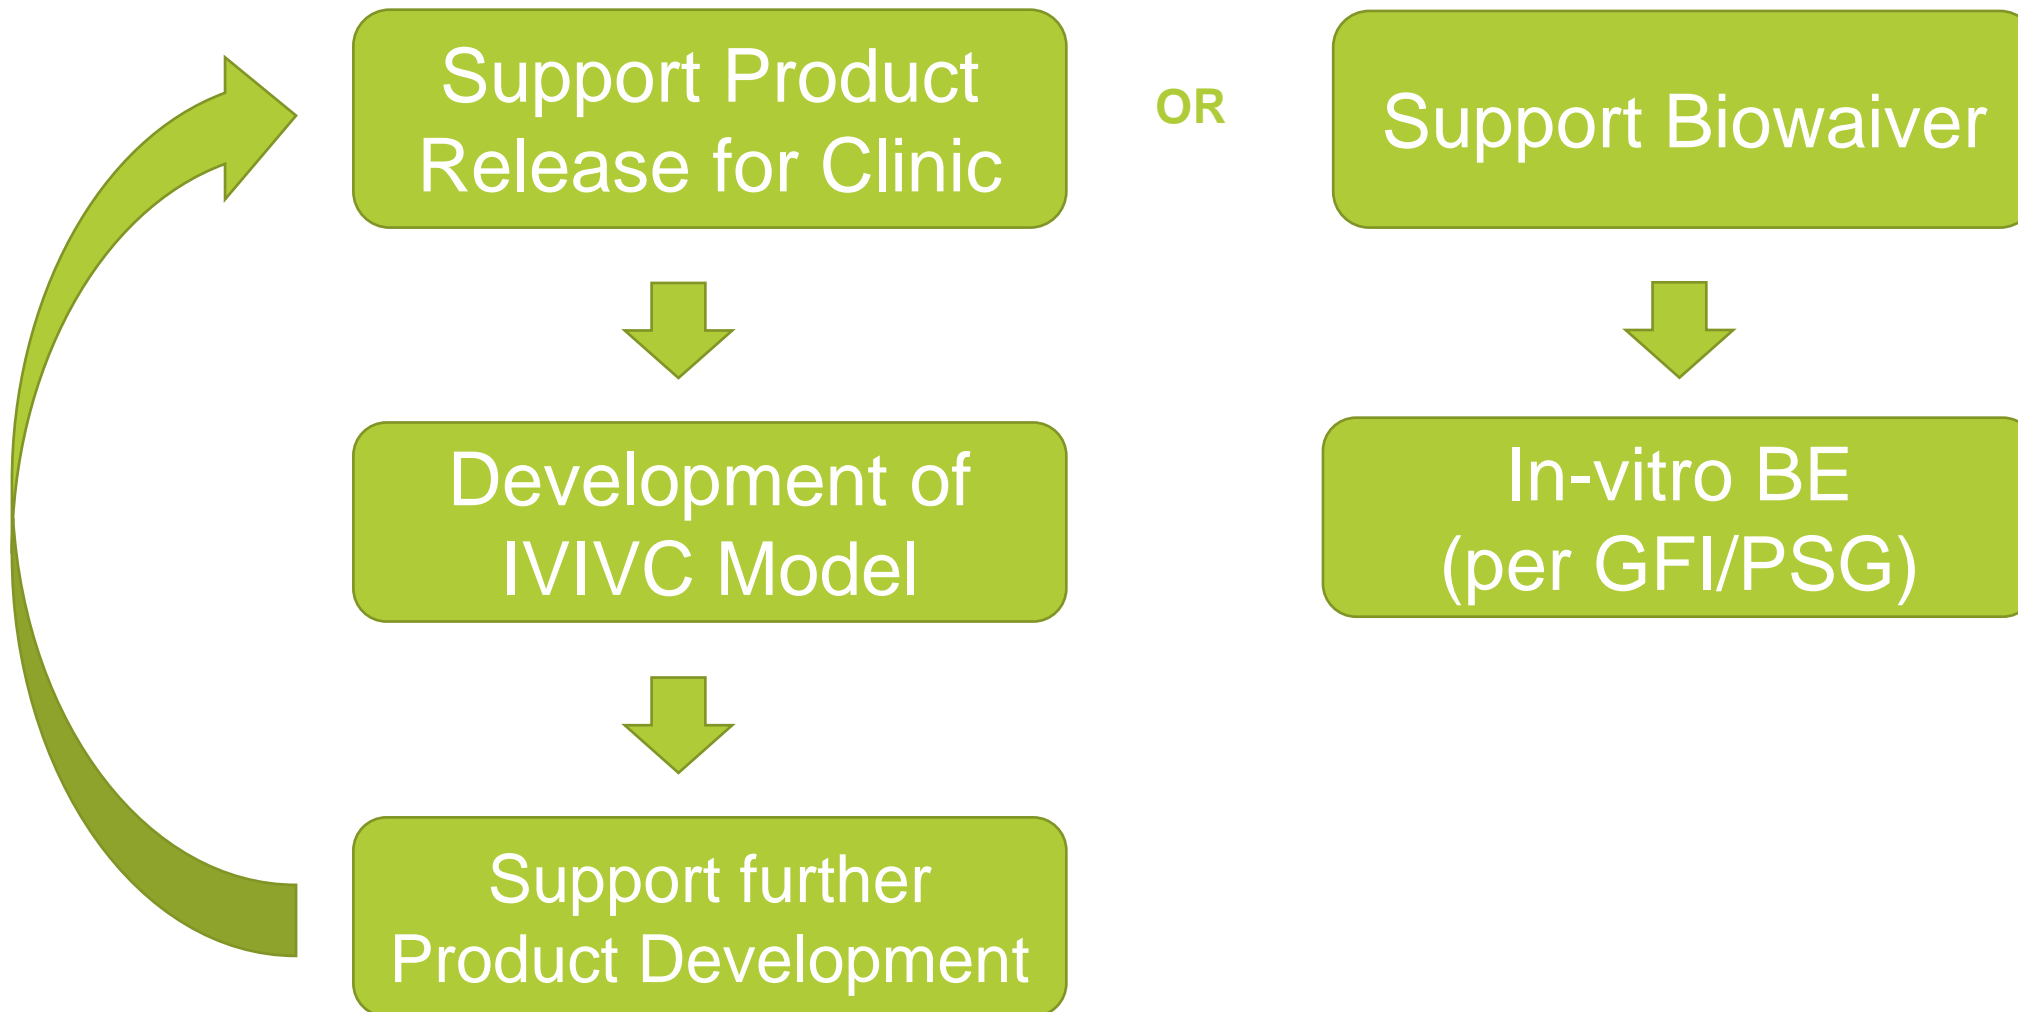 Support Product
Release for Clinic
OR
Support Biowaiver
Development of
IVIVC Model
In-vitro BE
(per GFI/PSG)
Support further
Product Development